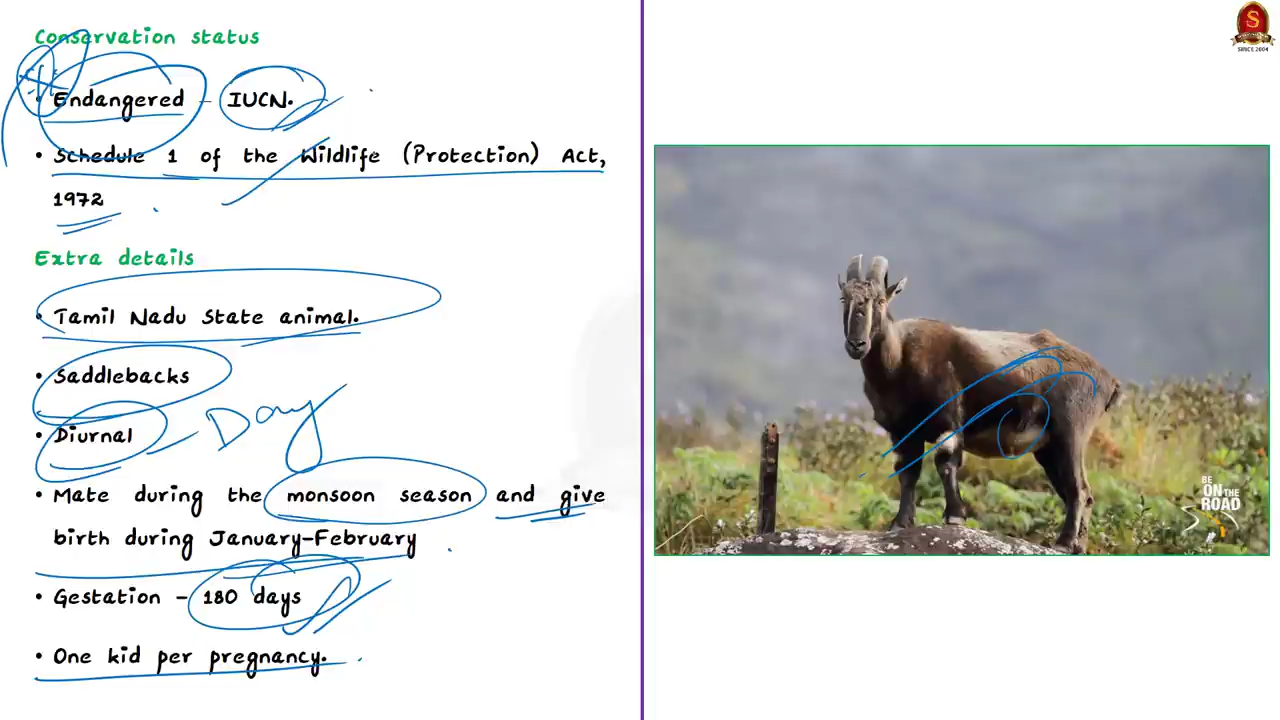 Conservation status
• Endangered – IUCN.
• Schedule 1 of the Wildlife (Protection) Act,
1972
Extra details
• Tamil Nadu State animal.
• Saddlebacks
• Diurnal – Day
• Mate during the monsoon season and give
birth during January-February
• Gestation – 180 days
• One kid per pregnancy.
S
SINCE 2004
BE
ON THE
ROAD